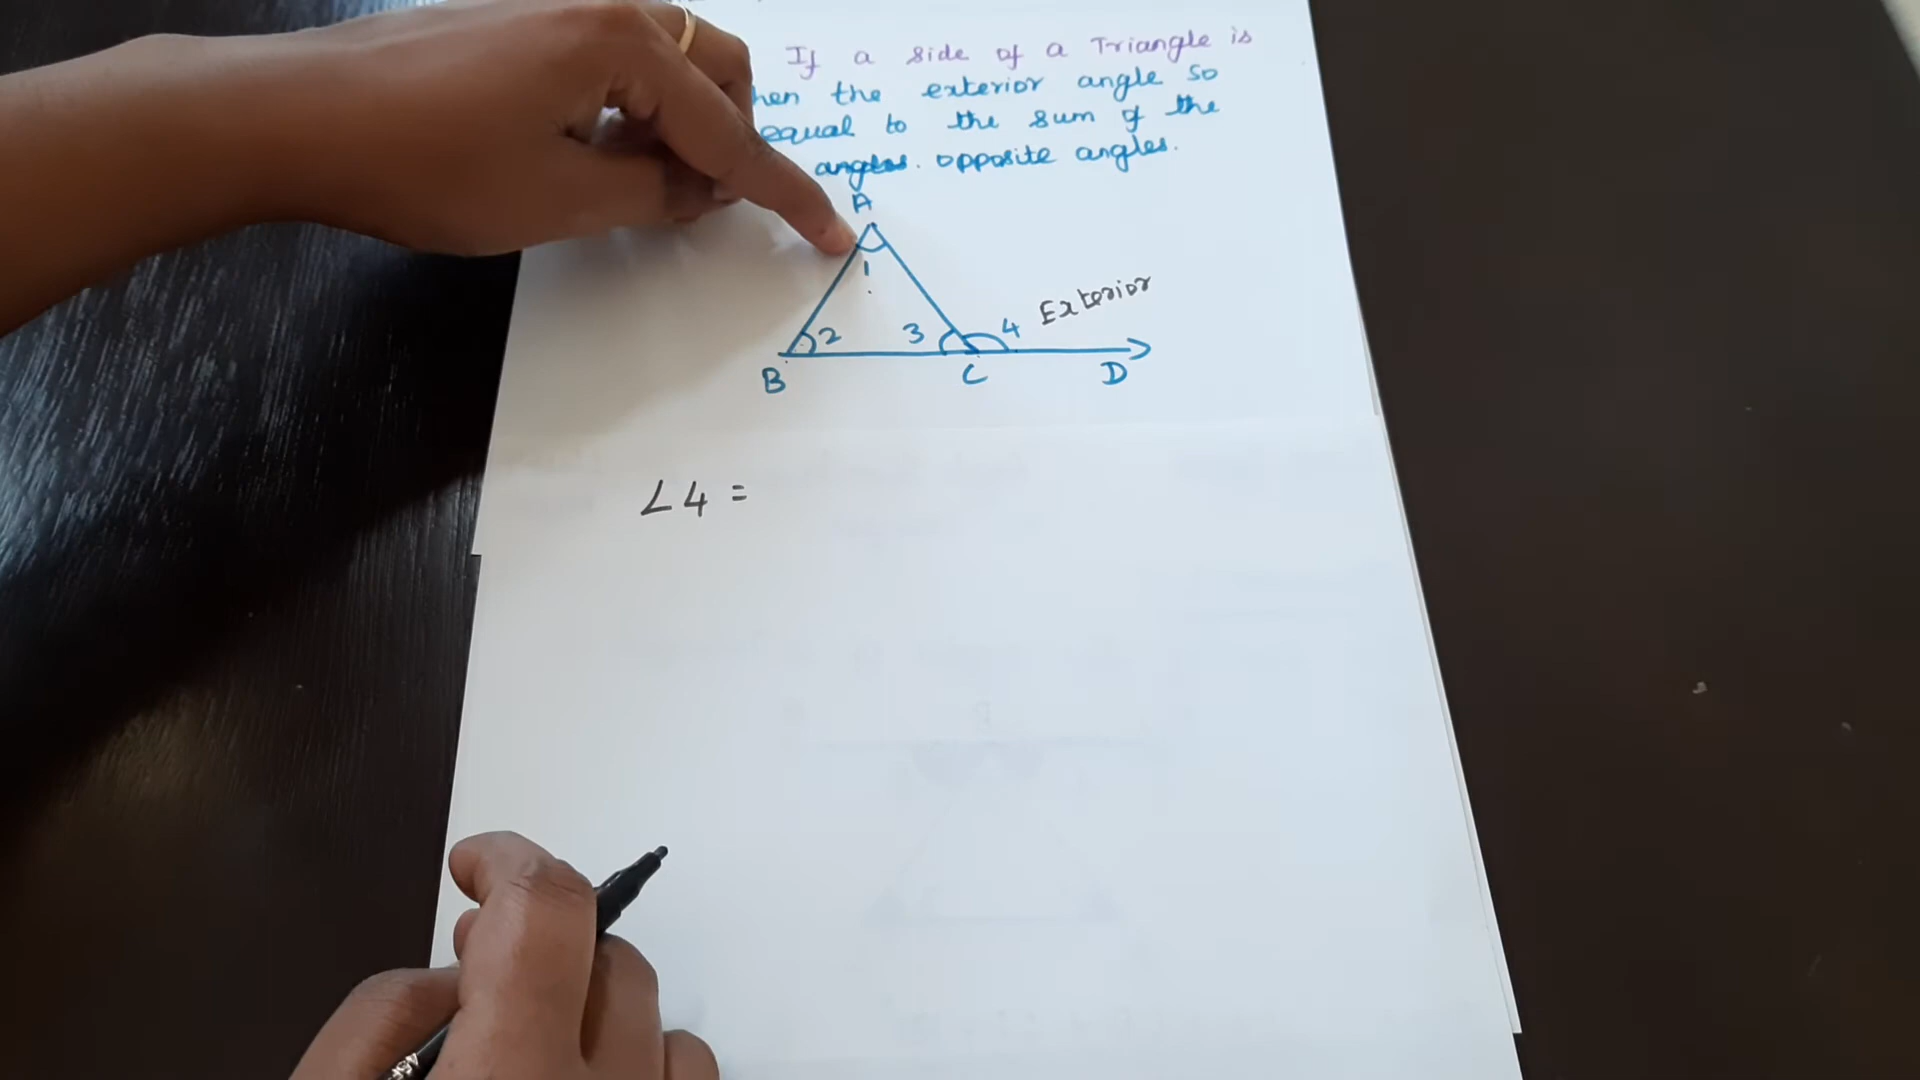 If a side of a Triangle is
hen the exterior angle so
equal to the sum of the
angles. opposite angles.
A
1
Exterior
2 3 4
B C D
∠4 =